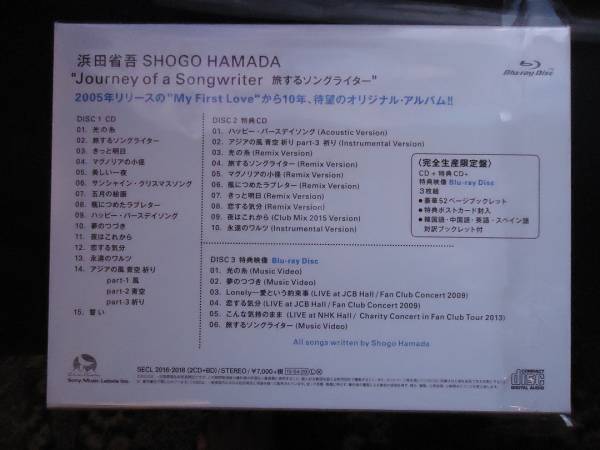 浜田省吾 SHOGO HAMADA
"Journey of a Songwriter 旅するソングライター"
2005年リリースの"My First Love"から10年、待望のオリジナル・アルバム!!
Blu-ray Disc
DISC 1 CD
01. 光の糸
02. 旅するソングライター
03. きっと明日
04. マグノリアの小径
05. 美しい一夜
06. サンシャイン・クリスマスソング
07. 五月の絵画
08. 瓶につめたラブレター
09. ハッピー・バースデイソング
10. 夢のつづき
11. 夜はこれから
12. 恋する気分
13. 永遠のワルツ
14. アジアの風 青空 祈り
part-1 風
part-2 青空
part-3 祈り
15. 誓い
DISC 2 特典CD
01. ハッピー・バースデイソング (Acoustic Version)
02. アジアの風 青空 祈り part-3 祈り (Instrumental Version)
03. 光の糸 (Remix Version)
04. 旅するソングライター (Remix Version)
05. マグノリアの小径 (Remix Version)
06. 瓶につめたラブレター (Remix Version)
07. きっと明日 (Remix Version)
08. 恋する気分 (Remix Version)
09. 夜はこれから (Club Mix 2015 Version)
10. 永遠のワルツ (Instrumental Version)
〈完全生産限定盤〉
CD + 特典CD+
特典映像 Blu-ray Disc
3枚組
●豪華52ページブックレット
●特典ポストカード封入
●韓国語・中国語・英語・スペイン語
対訳ブックレット付
DISC 3 特典映像 Blu-ray Disc
01. 光の糸 (Music Video)
02. 夢のつづき (Music Video)
03. Lonely―愛という約束事 (LIVE at JCB Hall / Fan Club Concert 2009)
04. 恋する気分 (LIVE at JCB Hall / Fan Club Concert 2009)
05. こんな気持のまま (LIVE at NHK Hall / Charity Concert in Fan Club Tour 2013)
06. 旅するソングライター (Music Video)
All songs written by Shogo Hamada
Sony Music Labels Inc.
SECL 2016-2018 (2CD+BD) / STEREO / ¥7,000+税
COMPACT
disc
DIGITAL AUDIO